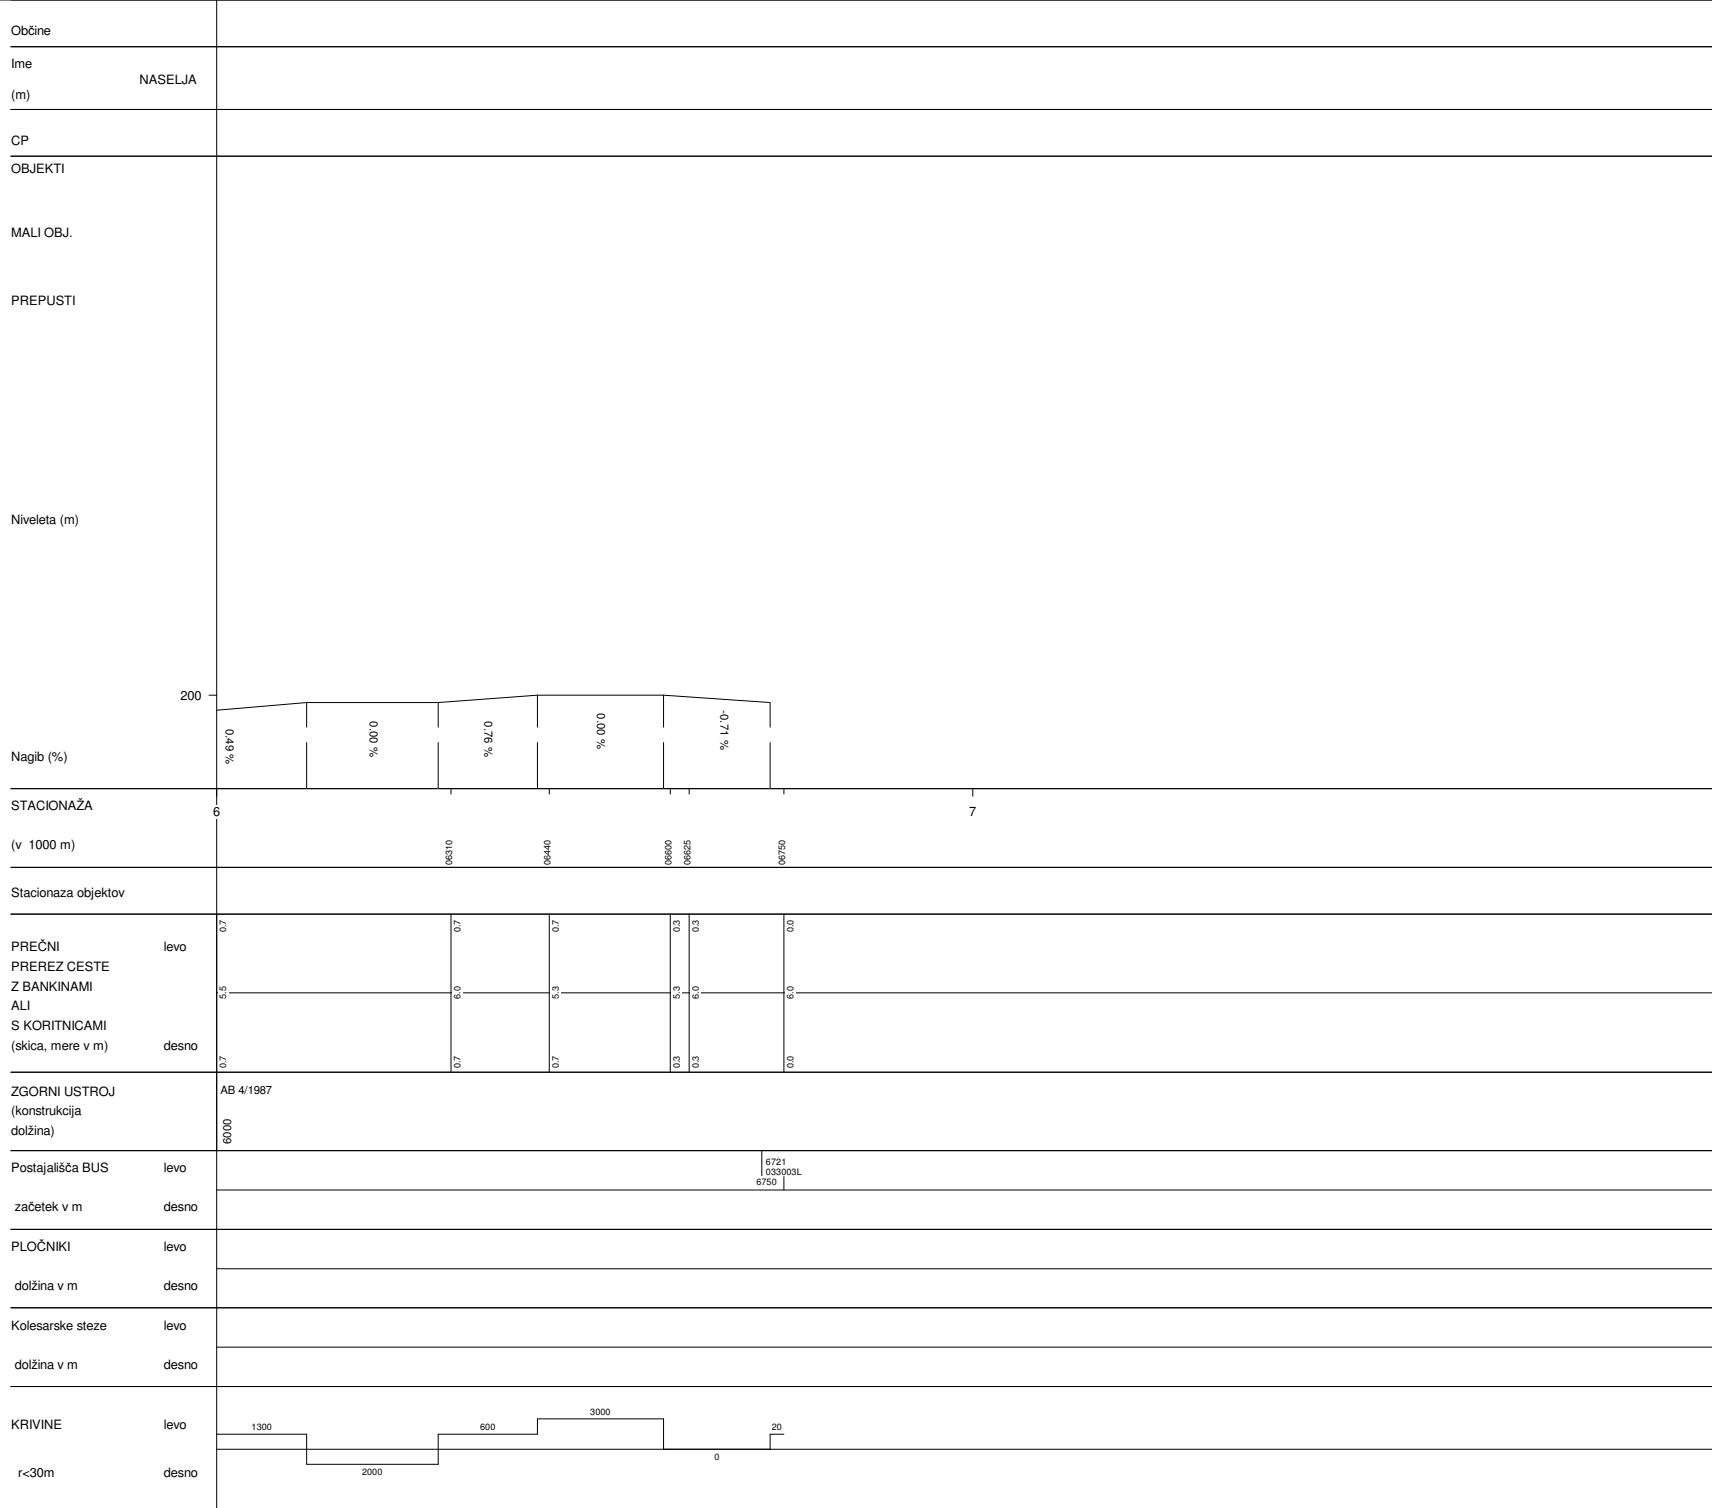 Občine
Ime
NASELJA
(m)
CP
OBJEKTI
MALI OBJ.
PREPUSTI
Niveleta (m)
200
0.49 %
0.00 %
0.76 %
0.00 %
-0.71 %
Nagib (%)
STACIONAŽA
6 7
(v 1000 m)
06310 06440 06600 06625 06750
Stacionaza objektov
0.7 0.7 0.7 0.3 0.3 0.0
PREČNI levo
PREREZ CESTE
Z BANKINAMI
5.5 6.0 5.3 5.3 6.0 6.0
ALI
S KORITNICAMI
(skica, mere v m) desno
0.7 0.7 0.7 0.3 0.3 0.0
ZGORNI USTROJ
AB 4/1987
(konstrukcija
dolžina)
6000
Postajališča BUS levo
6721
033003L
6750
začetek v m desno
PLOČNIKI levo
dolžina v m desno
Kolesarske steze levo
dolžina v m desno
KRIVINE levo
1300 600 3000 20
0
2000
r<30m desno